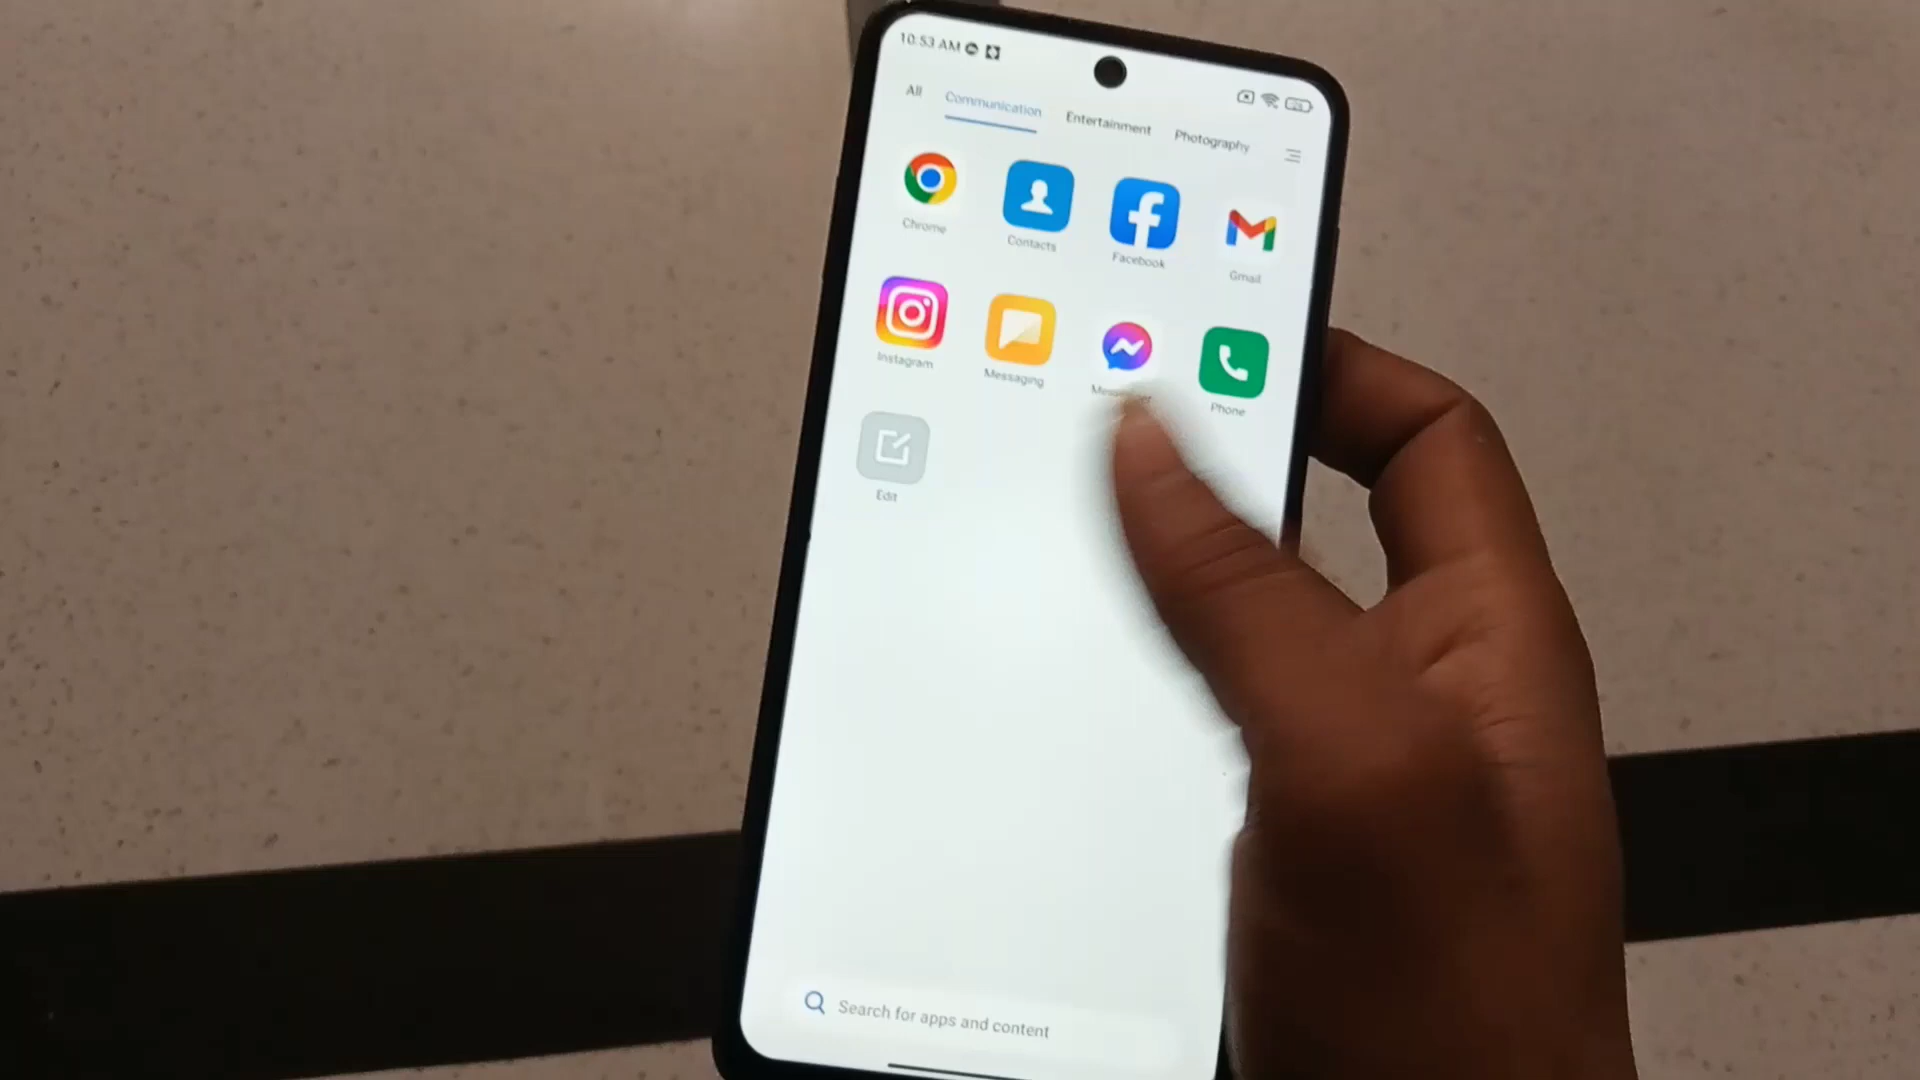 10:53 AM
All Communication Entertainment Photography
Chrome Contacts Facebook Gmail
Instagram Messaging Phone
Edit
Search for apps and content